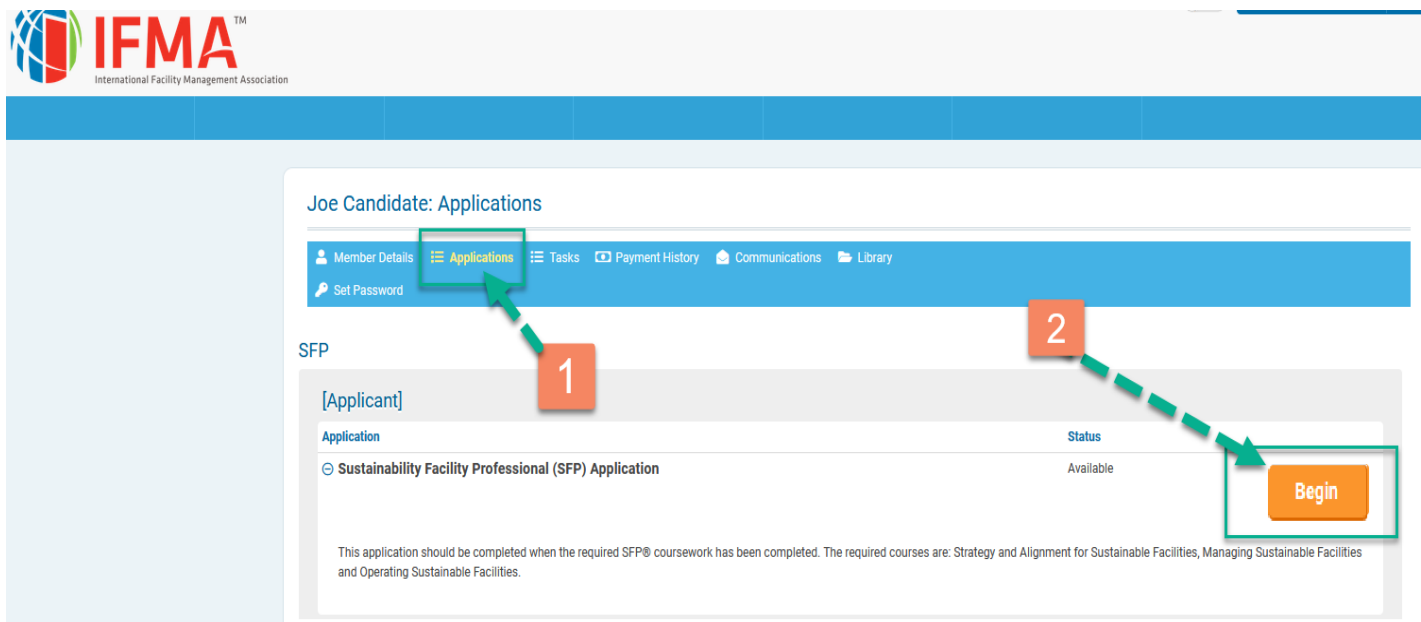 IFMA™
International Facility Management Association
Joe Candidate: Applications
Member Details Applications Tasks Payment History Communications Library
Set Password
SFP
1
2
[Applicant]
Application Status
Sustainability Facility Professional (SFP) Application Available
Begin
This application should be completed when the required SFP® coursework has been completed. The required courses are: Strategy and Alignment for Sustainable Facilities, Managing Sustainable Facilities
and Operating Sustainable Facilities.